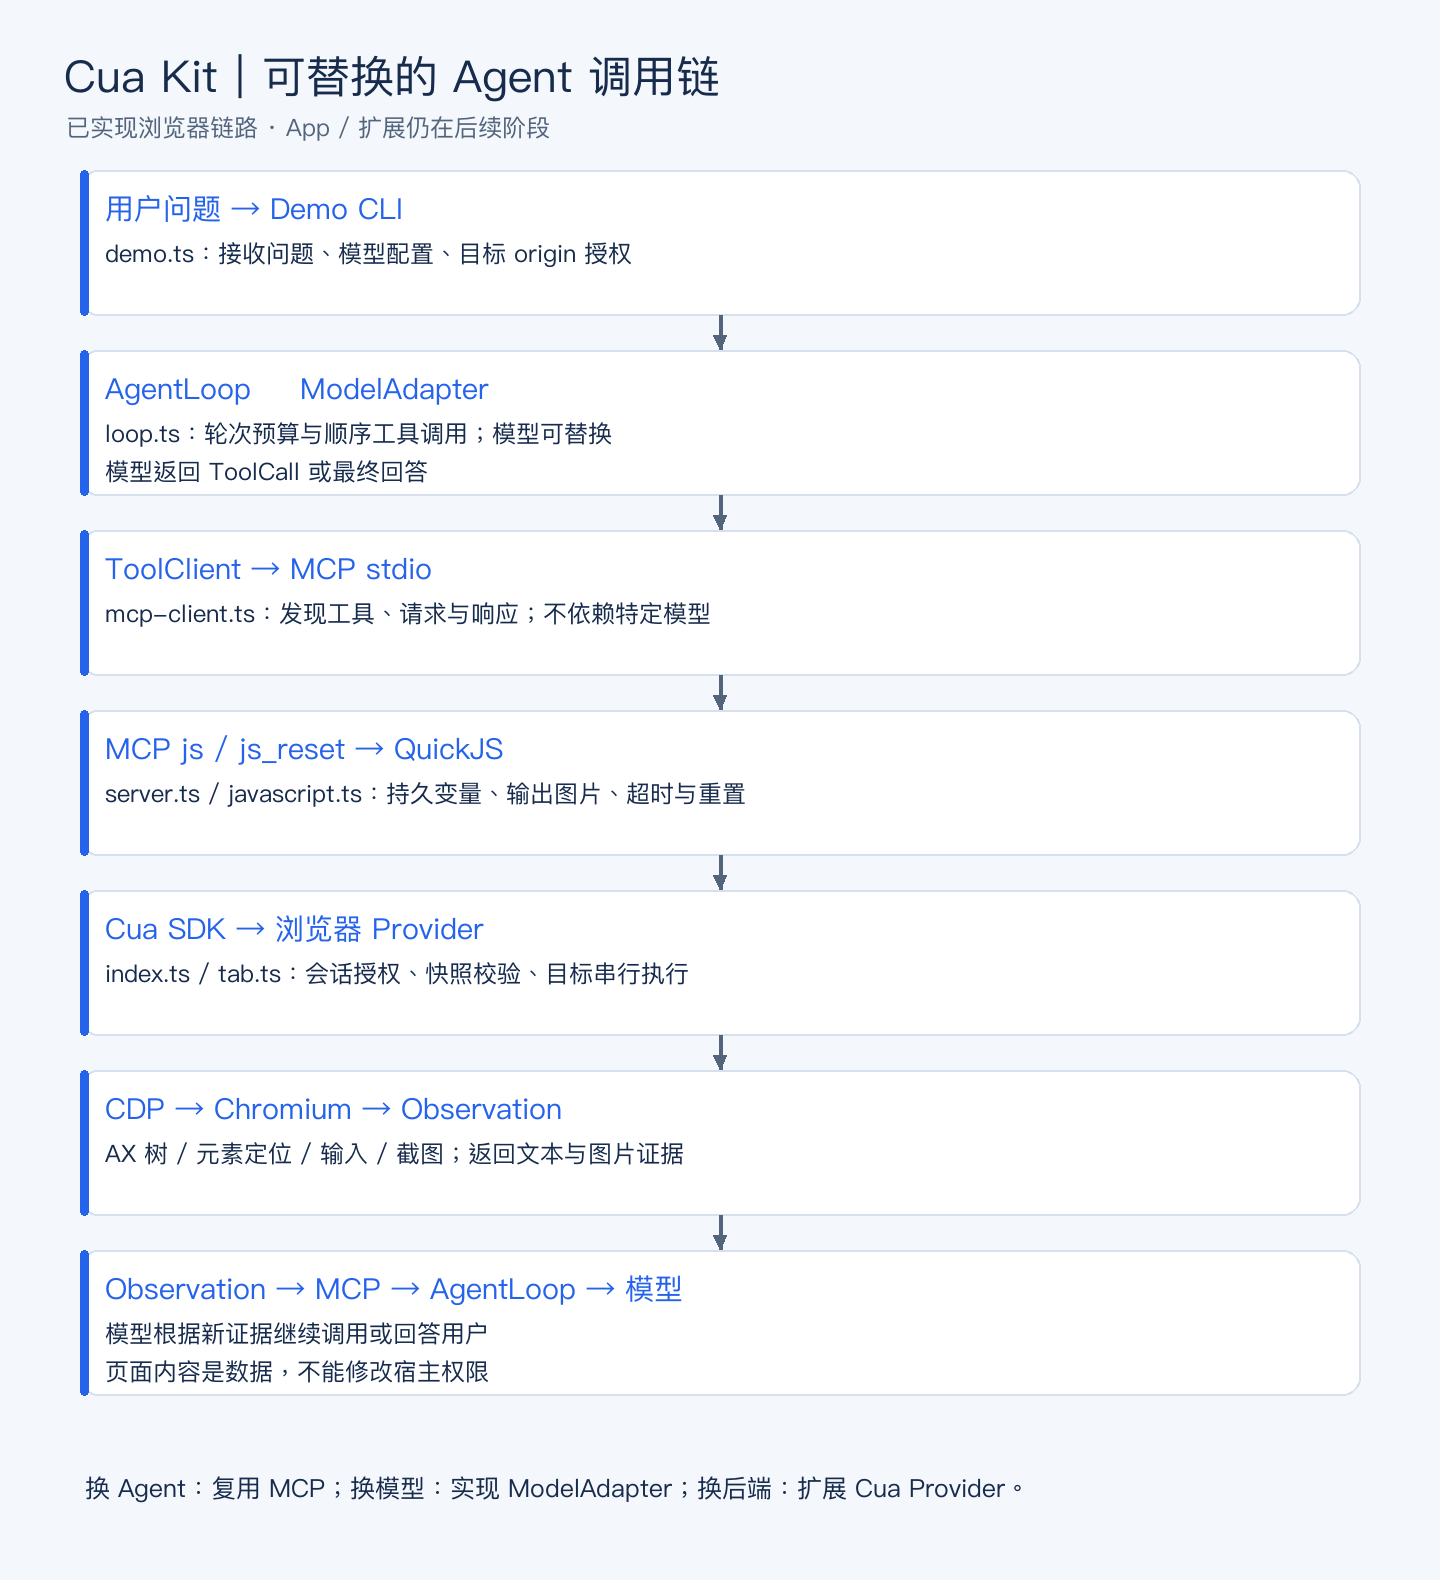 Cua Kit | 可替换的 Agent 调用链
已实现浏览器链路 · App / 扩展仍在后续阶段
用户问题 → Demo CLI
demo.ts：接收问题、模型配置、目标 origin 授权
AgentLoop ModelAdapter
loop.ts：轮次预算与顺序工具调用；模型可替换
模型返回 ToolCall 或最终回答
ToolClient → MCP stdio
mcp-client.ts：发现工具、请求与响应；不依赖特定模型
MCP js / js_reset → QuickJS
server.ts / javascript.ts：持久变量、输出图片、超时与重置
Cua SDK → 浏览器 Provider
index.ts / tab.ts：会话授权、快照校验、目标串行执行
CDP → Chromium → Observation
AX 树 / 元素定位 / 输入 / 截图；返回文本与图片证据
Observation → MCP → AgentLoop → 模型
模型根据新证据继续调用或回答用户
页面内容是数据，不能修改宿主权限
换 Agent：复用 MCP；换模型：实现 ModelAdapter；换后端：扩展 Cua Provider。